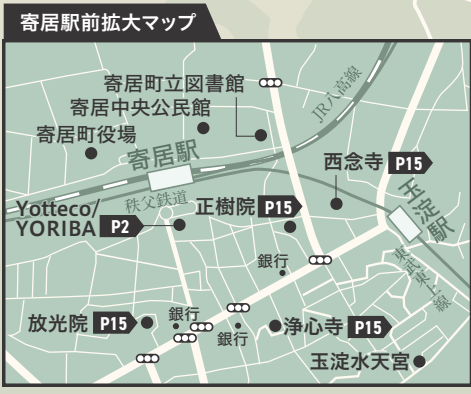 寄居駅前拡大マップ
寄居町立図書館
寄居中央公民館
寄居町役場
JR八高線
寄居駅
西念寺 P15
秩父鉄道
Yotteco/
YORIBA P2
正樹院 P15
玉淀駅
東武東上線
銀行
放光院 P15
銀行
銀行
浄心寺 P15
玉淀水天宮